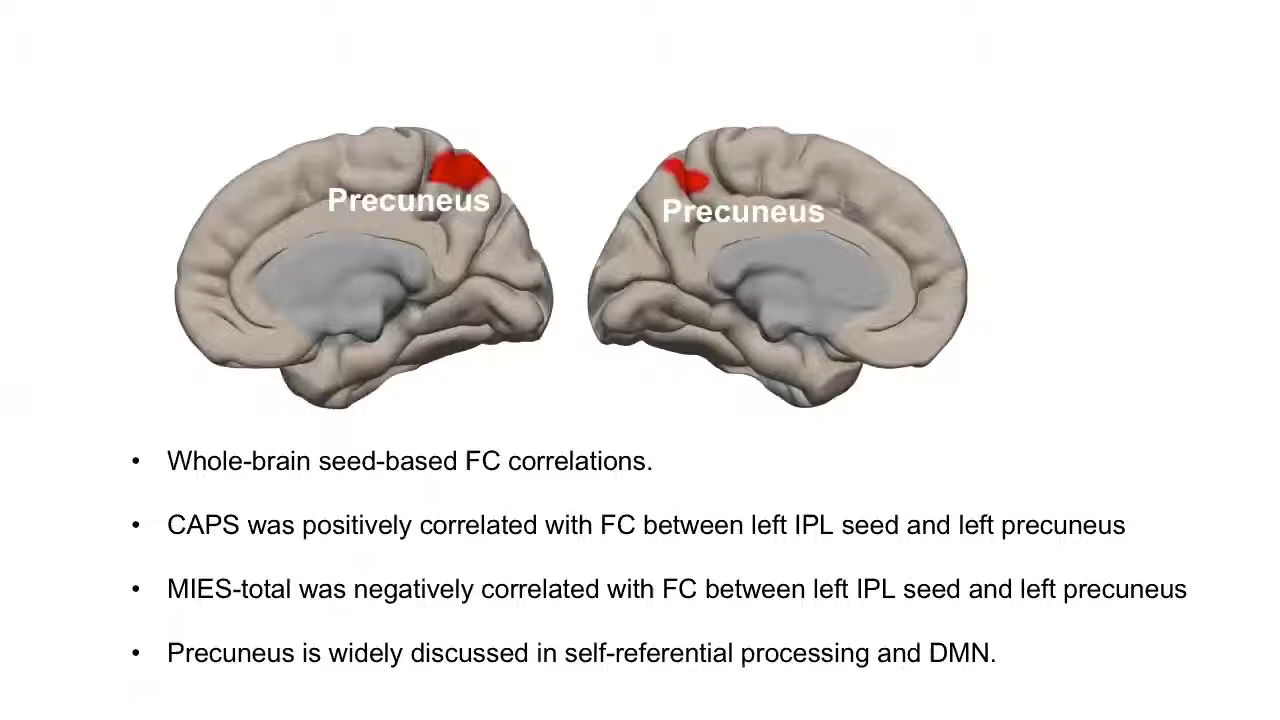 Precuneus
Precuneus
• Whole-brain seed-based FC correlations.
• CAPS was positively correlated with FC between left IPL seed and left precuneus
• MIES-total was negatively correlated with FC between left IPL seed and left precuneus
• Precuneus is widely discussed in self-referential processing and DMN.